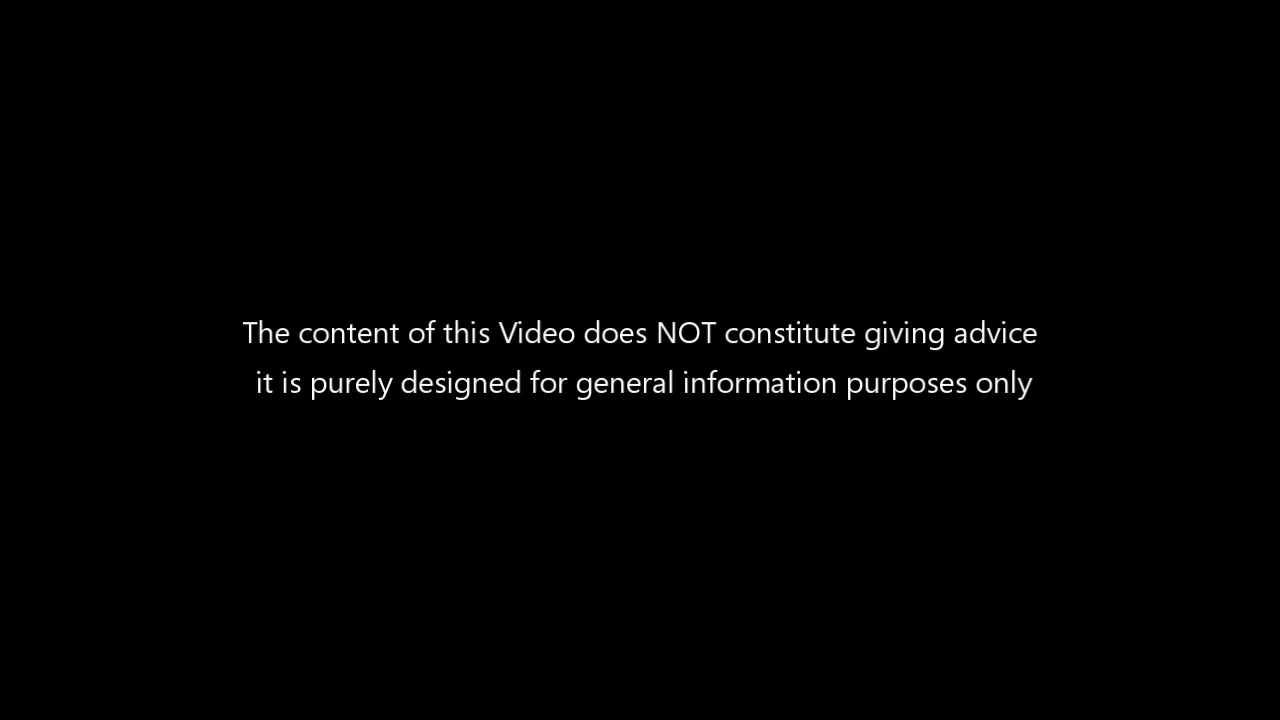 The content of this Video does NOT constitute giving advice
it is purely designed for general information purposes only